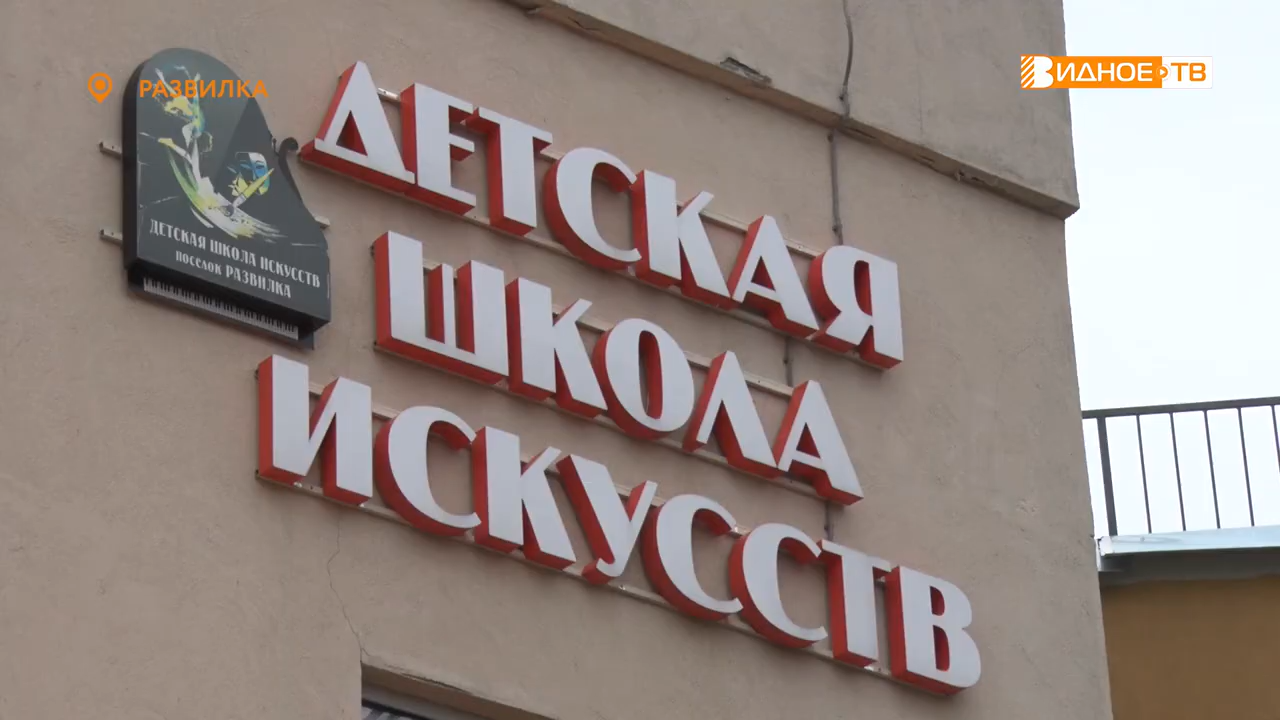 РАЗВИЛКА
ВИДНОЕ ТВ
ДЕТСКАЯ
ШКОЛА
ИСКУССТВ
ДЕТСКАЯ ШКОЛА ИСКУССТВ
поселок РАЗВИЛКА